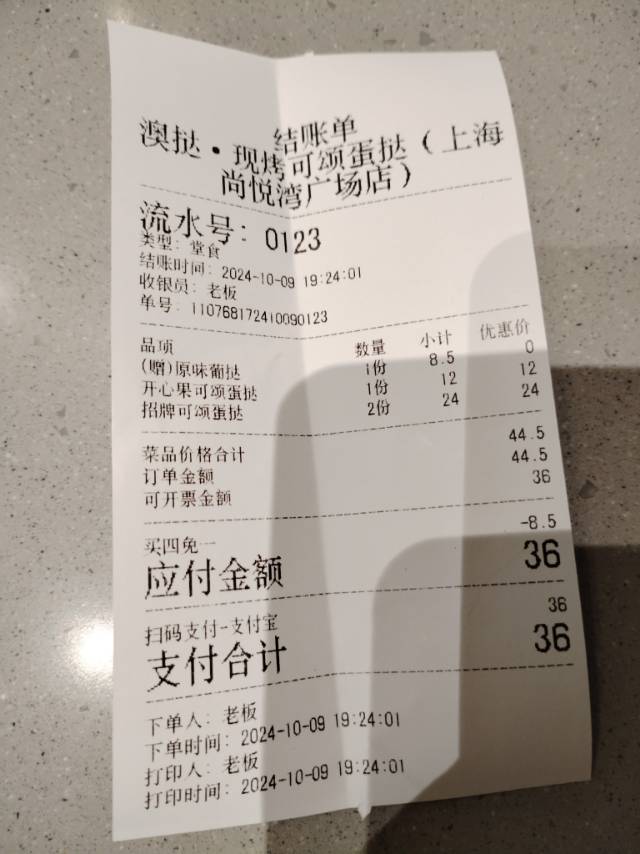 结账单
澳挞·现烤可颂蛋挞（上海
尚悦湾广场店）
流水号: 0123
类型: 堂食
结账时间: 2024-10-09 19:24:01
收银员: 老板
单号: 110768172410090123
品项 数量 小计 优惠价
(赠)原味葡挞 1份 8.5 0
开心果可颂蛋挞 1份 12 12
招牌可颂蛋挞 2份 24 24
菜品价格合计 44.5
订单金额 44.5
可开票金额 36
买四免一 -8.5
应付金额 36
扫码支付-支付宝 36
支付合计 36
下单人: 老板
下单时间: 2024-10-09 19:24:01
打印人: 老板
打印时间: 2024-10-09 19:24:01